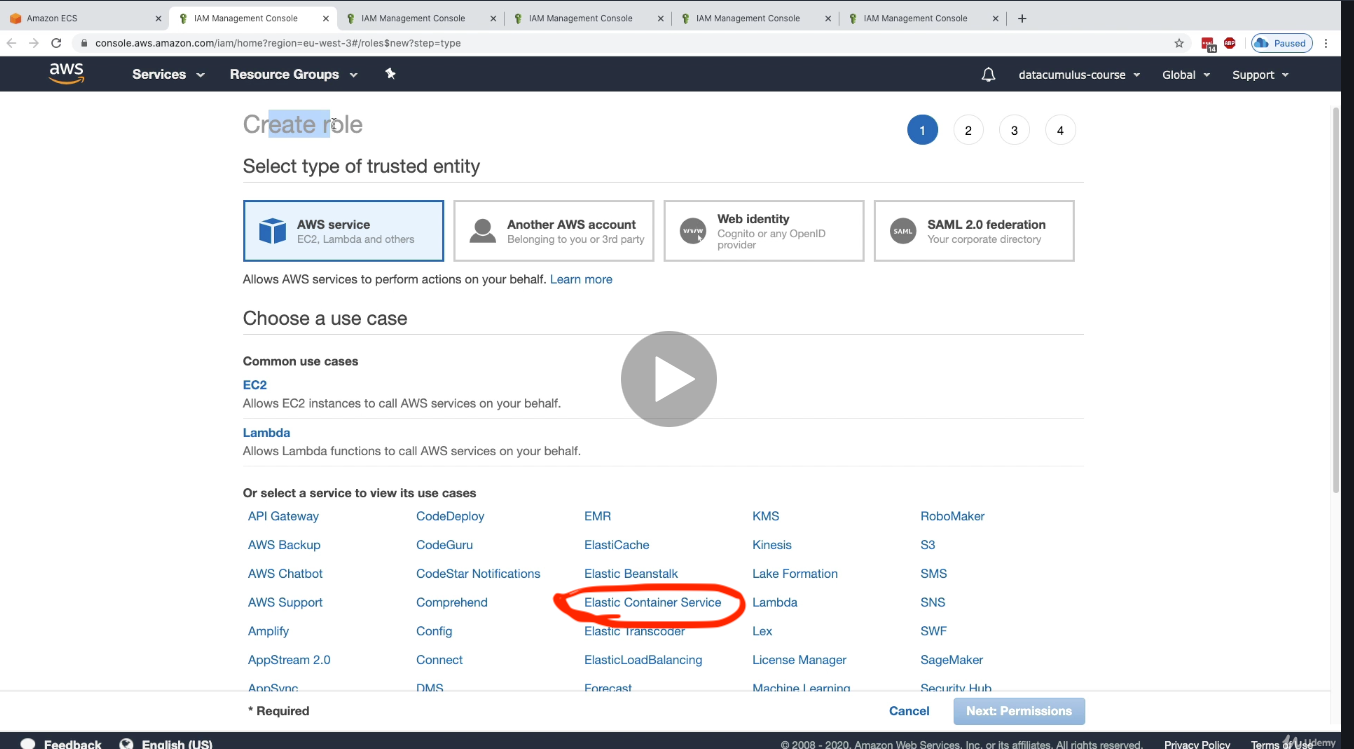 Amazon ECS
IAM Management Console
IAM Management Console
IAM Management Console
IAM Management Console
IAM Management Console
console.aws.amazon.com/iam/home?region=eu-west-3#/roles$new?step=type
14
ABP
Paused
aws
Services
Resource Groups
datacumulus-course
Global
Support
Create role
1 2 3 4
Select type of trusted entity
AWS service
EC2, Lambda and others
Another AWS account
Belonging to you or 3rd party
www
Web identity
Cognito or any OpenID
provider
SAML
SAML 2.0 federation
Your corporate directory
Allows AWS services to perform actions on your behalf. Learn more
Choose a use case
Common use cases
EC2
Allows EC2 instances to call AWS services on your behalf.
Lambda
Allows Lambda functions to call AWS services on your behalf.
Or select a service to view its use cases
API Gateway CodeDeploy EMR KMS RoboMaker
AWS Backup CodeGuru ElastiCache Kinesis S3
AWS Chatbot CodeStar Notifications Elastic Beanstalk Lake Formation SMS
AWS Support Comprehend Elastic Container Service Lambda SNS
Amplify Config Elastic Transcoder Lex SWF
AppStream 2.0 Connect ElasticLoadBalancing License Manager SageMaker
AppSync DMS Forecast Machine Learning Security Hub
* Required
Cancel
Next: Permissions
Feedback
English (US)
© 2008 - 2020, Amazon Web Services, Inc. or its affiliates. All rights reserved.
Privacy Policy
Terms of Use
Udemy